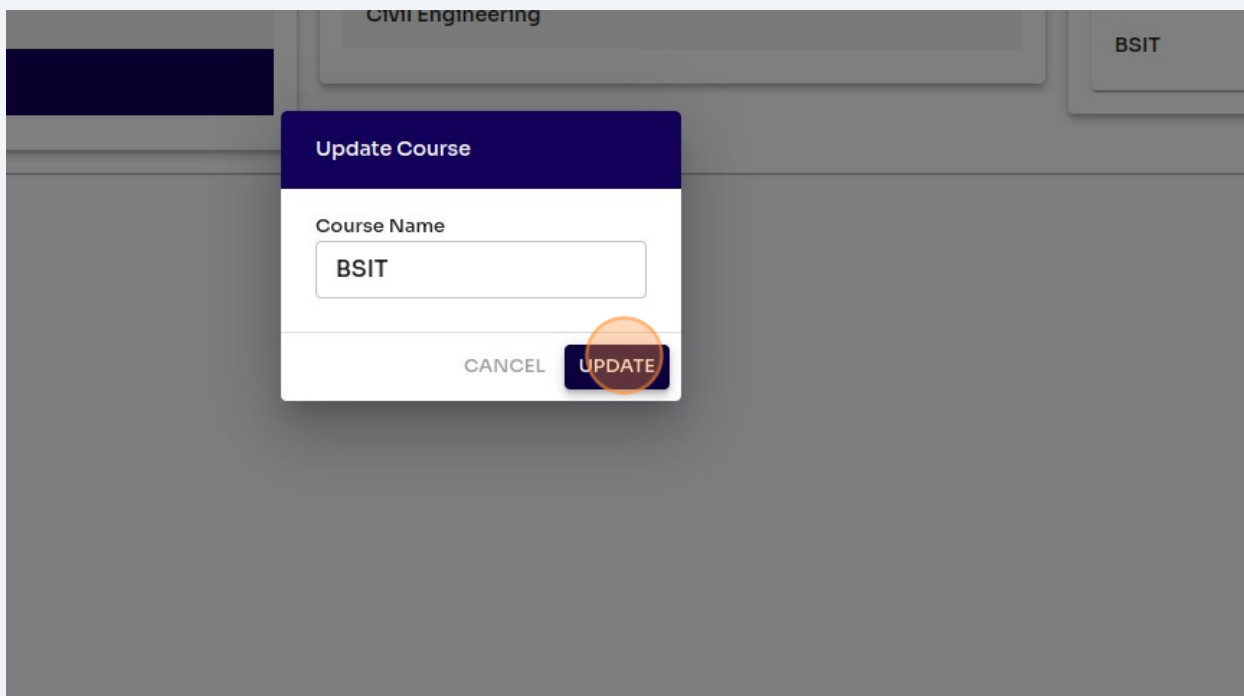 Civil Engineering
BSIT
Update Course
Course Name
BSIT
CANCEL UPDATE